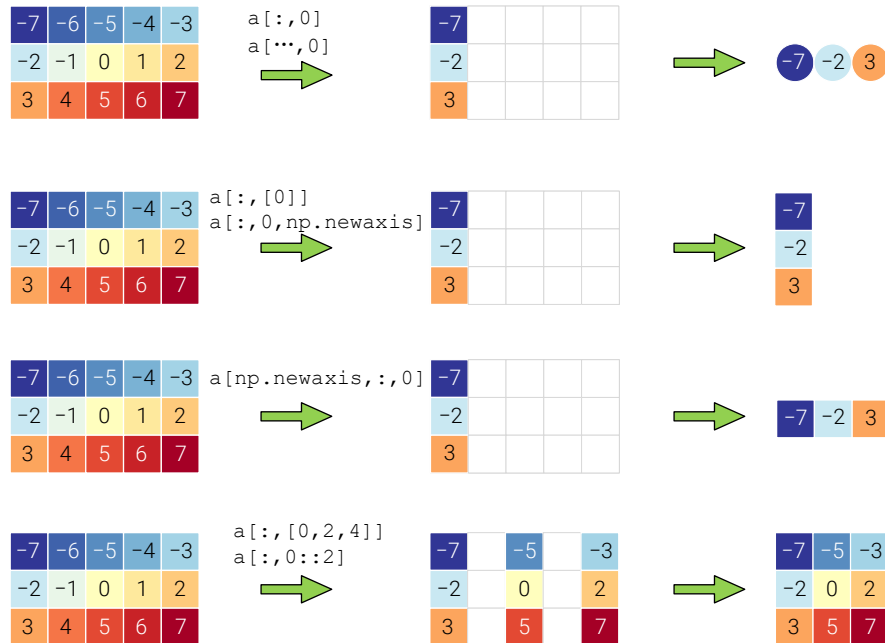 −7 −6 −5 −4 −3 a[:,0] −7
−2 −1 0 1 2 a[⋯,0] −2 −7 −2 3
3 4 5 6 7 3
−7 −6 −5 −4 −3 a[:,[0]] −7 −7
−2 −1 0 1 2 a[:,0,np.newaxis] −2 −2
3 4 5 6 7 3 3
−7 −6 −5 −4 −3 a[np.newaxis,:,0] −7
−2 −1 0 1 2 −2 −7 −2 3
3 4 5 6 7 3
a[:,[0,2,4]]
−7 −6 −5 −4 −3 a[:,0::2] −7 −5 −3 −7 −5 −3
−2 −1 0 1 2 −2 0 2 −2 0 2
3 4 5 6 7 3 5 7 3 5 7